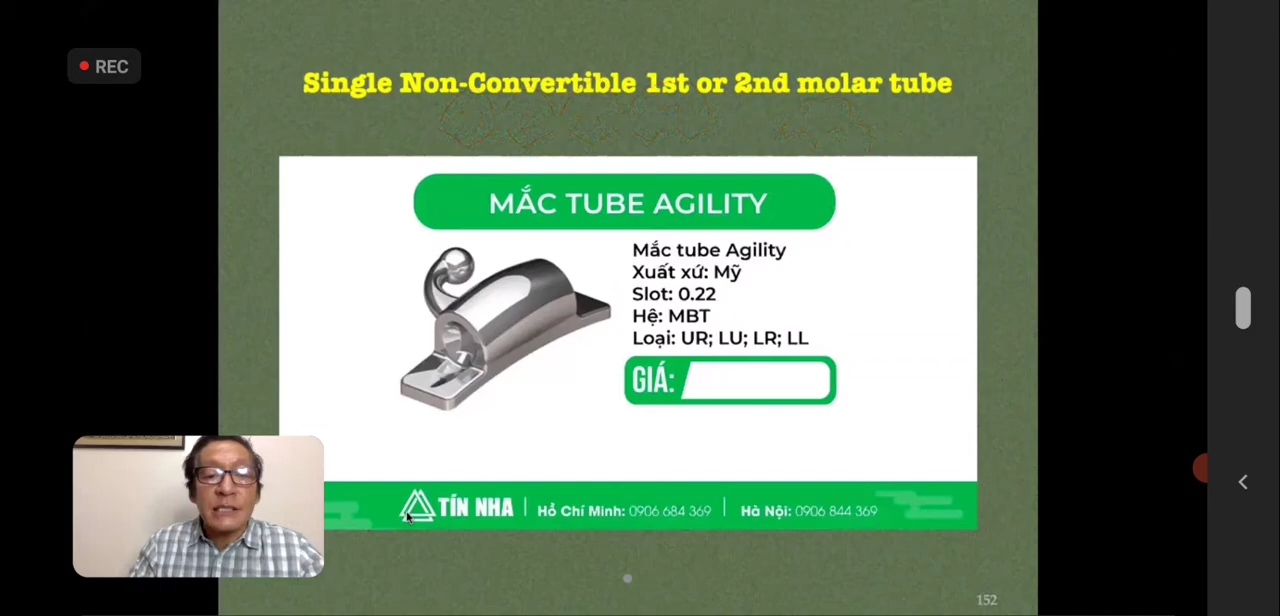 REC
Single Non-Convertible 1st or 2nd molar tube
MẮC TUBE AGILITY
Mắc tube Agility
Xuất xứ: Mỹ
Slot: 0.22
Hệ: MBT
Loại: UR; LU; LR; LL
GIÁ:
TÍN NHA
Hồ Chí Minh: 0906 684 369
Hà Nội: 0906 844 369
152